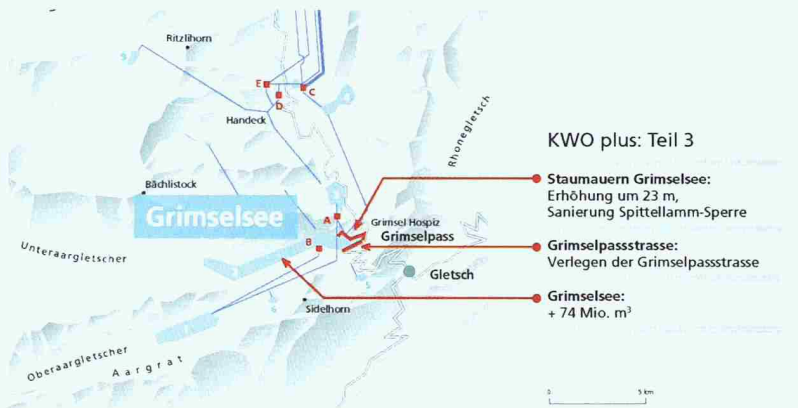 Ritzlihorn
E
D
C
Handeck
Rhonegletsch
KWO plus: Teil 3
Bächlistock
Staumauern Grimselsee:
Erhöhung um 23 m,
Sanierung Spittellamm-Sperre
Grimselsee
A
Grimsel Hospiz
Grimselpass
B
Unteraargletscher
Grimselpassstrasse:
Verlegen der Grimselpassstrasse
Gletsch
Grimselsee:
+ 74 Mio. m³
Sidelhorn
Oberaargletscher
Aargrat
0 5 km